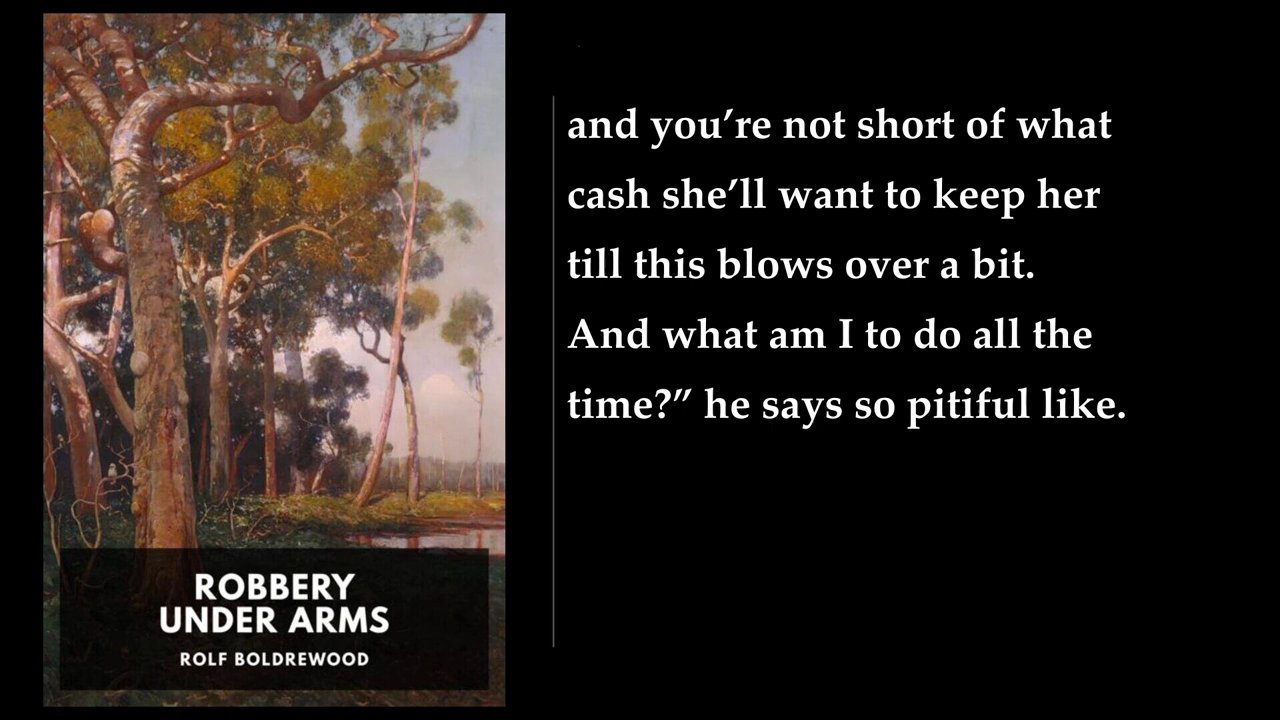 and you’re not short of what
cash she’ll want to keep her
till this blows over a bit.
And what am I to do all the
time?” he says so pitiful like.
ROBBERY
UNDER ARMS
ROLF BOLDREWOOD